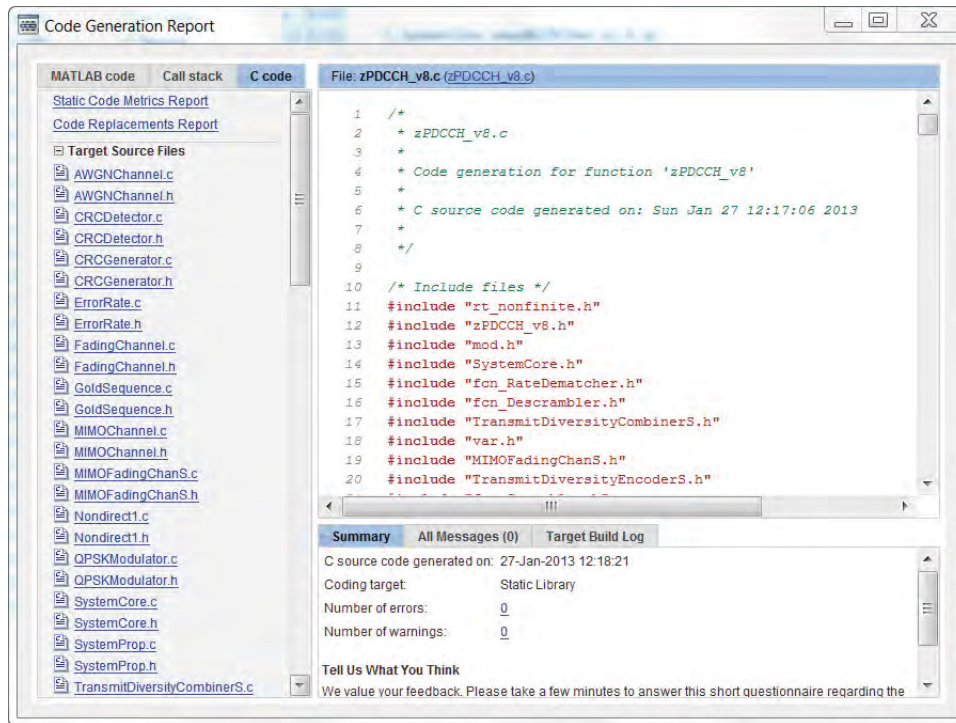 Code Generation Report
MATLAB code Call stack C code
Static Code Metrics Report
Code Replacements Report
Target Source Files
AWGNChannel.c
AWGNChannel.h
CRCDetector.c
CRCDetector.h
CRCGenerator.c
CRCGenerator.h
ErrorRate.c
ErrorRate.h
FadingChannel.c
FadingChannel.h
GoldSequence.c
GoldSequence.h
MIMOChannel.c
MIMOChannel.h
MIMOFadingChanS.c
MIMOFadingChanS.h
Nondirect1.c
Nondirect1.h
QPSKModulator.c
QPSKModulator.h
SystemCore.c
SystemCore.h
SystemProp.c
SystemProp.h
TransmitDiversityCombinerS.c
File: zPDCCH_v8.c (zPDCCH_v8.c)
1 /*
2 * zPDCCH_v8.c
3 *
4 * Code generation for function 'zPDCCH_v8'
5 *
6 * C source code generated on: Sun Jan 27 12:17:06 2013
7 *
8 */
9
10 /* Include files */
11 #include "rt_nonfinite.h"
12 #include "zPDCCH_v8.h"
13 #include "mod.h"
14 #include "SystemCore.h"
15 #include "fcn_RateDematcher.h"
16 #include "fcn_Descrambler.h"
17 #include "TransmitDiversityCombinerS.h"
18 #include "var.h"
19 #include "MIMOFadingChanS.h"
20 #include "TransmitDiversityEncoderS.h"
Summary All Messages (0) Target Build Log
C source code generated on: 27-Jan-2013 12:18:21
Coding target: Static Library
Number of errors: 0
Number of warnings: 0
Tell Us What You Think
We value your feedback. Please take a few minutes to answer this short questionnaire regarding the